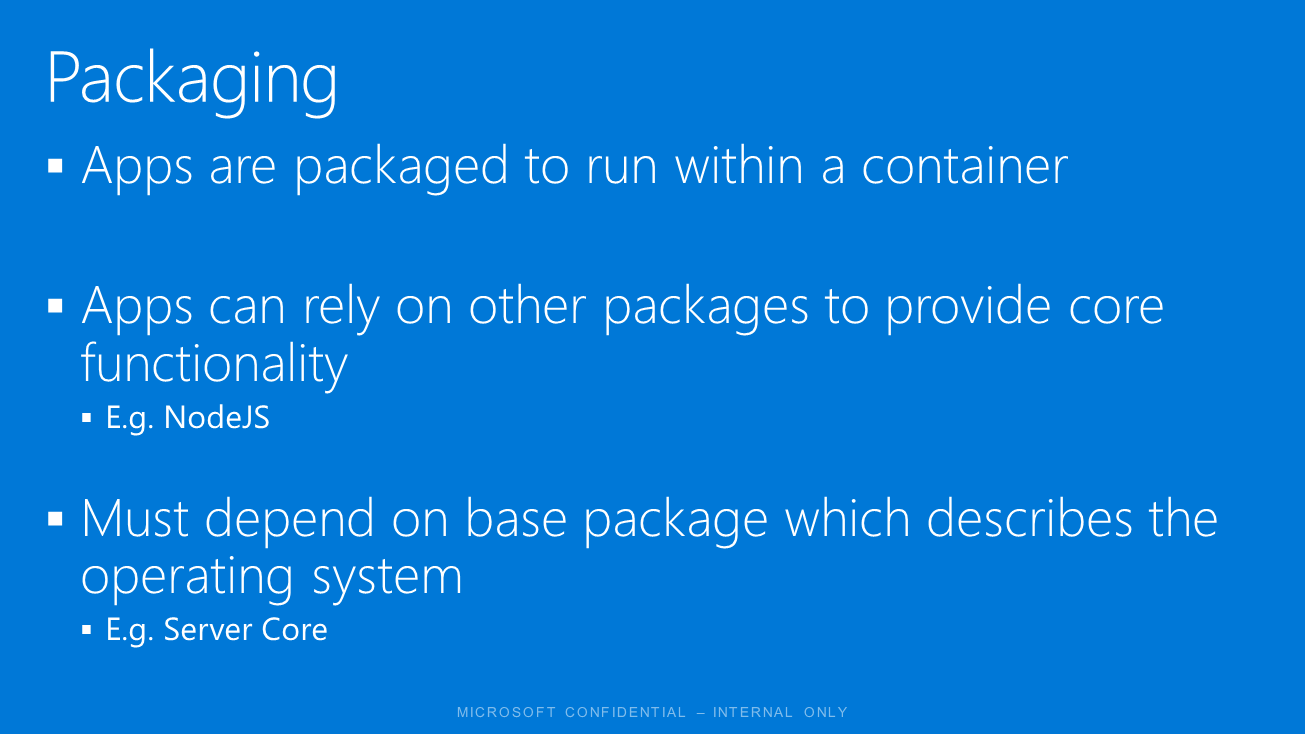 Packaging
▪ Apps are packaged to run within a container
▪ Apps can rely on other packages to provide core
functionality
▪ E.g. NodeJS
▪ Must depend on base package which describes the
operating system
▪ E.g. Server Core
MICROSOFT CONFIDENTIAL – INTERNAL ONLY